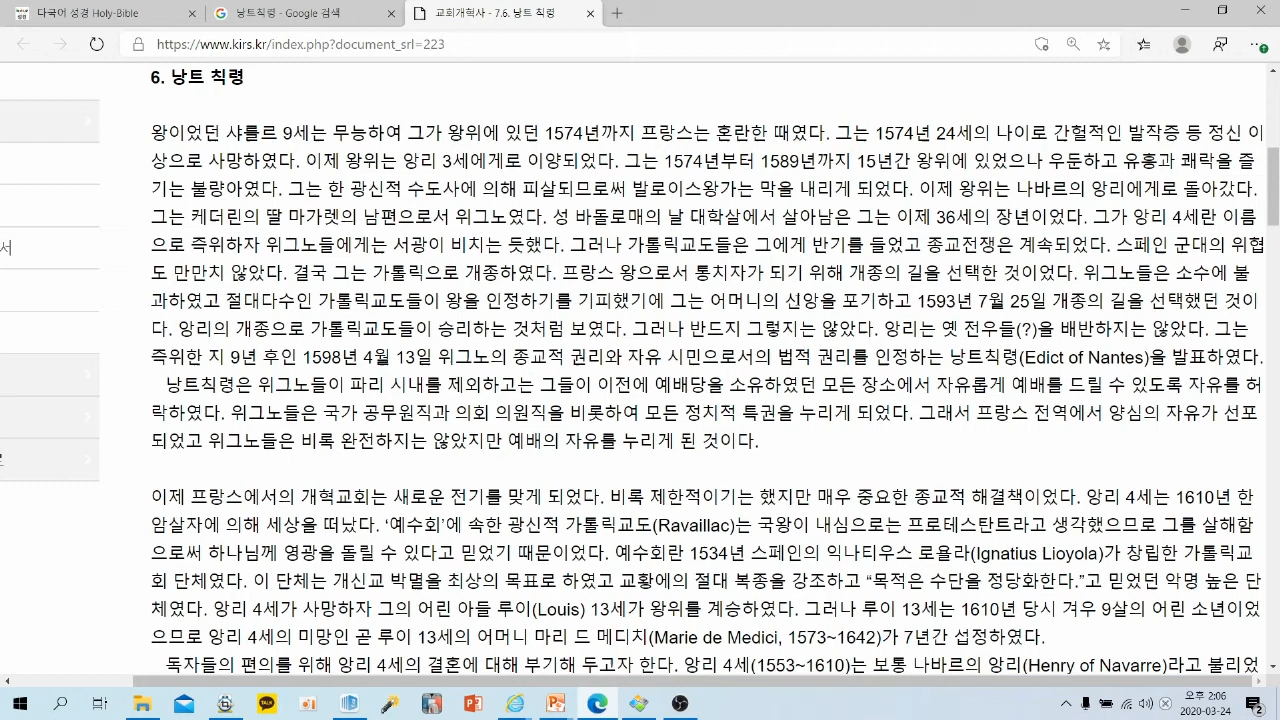 다국어 성경 Holy-Bible
낭트칙령 - Google 검색
교회개혁사 - 7.6. 낭트 칙령
https://www.kirs.kr/index.php?document_srl=223
6. 낭트 칙령
왕이었던 샤를르 9세는 무능하여 그가 왕위에 있던 1574년까지 프랑스는 혼란한 때였다. 그는 1574년 24세의 나이로 간헐적인 발작증 등 정신 이
상으로 사망하였다. 이제 왕위는 앙리 3세에게로 이양되었다. 그는 1574년부터 1589년까지 15년간 왕위에 있었으나 우둔하고 유흥과 쾌락을 즐
기는 불량아였다. 그는 한 광신적 수도사에 의해 피살되므로써 발로이스왕가는 막을 내리게 되었다. 이제 왕위는 나바르의 앙리에게로 돌아갔다.
그는 케더린의 딸 마가렛의 남편으로서 위그노였다. 성 바돌로매의 날 대학살에서 살아남은 그는 이제 36세의 장년이었다. 그가 앙리 4세란 이름
으로 즉위하자 위그노들에게는 서광이 비치는 듯했다. 그러나 가톨릭교도들은 그에게 반기를 들었고 종교전쟁은 계속되었다. 스페인 군대의 위협
도 만만치 않았다. 결국 그는 가톨릭으로 개종하였다. 프랑스 왕으로서 통치자가 되기 위해 개종의 길을 선택한 것이었다. 위그노들은 소수에 불
과하였고 절대다수인 가톨릭교도들이 왕을 인정하기를 기피했기에 그는 어머니의 신앙을 포기하고 1593년 7월 25일 개종의 길을 선택했던 것이
다. 앙리의 개종으로 가톨릭교도들이 승리하는 것처럼 보였다. 그러나 반드지 그렇지는 않았다. 앙리는 옛 전우들(?)을 배반하지는 않았다. 그는
즉위한 지 9년 후인 1598년 4월 13일 위그노의 종교적 권리와 자유 시민으로서의 법적 권리를 인정하는 낭트칙령(Edict of Nantes)을 발표하였다.
낭트칙령은 위그노들이 파리 시내를 제외하고는 그들이 이전에 예배당을 소유하였던 모든 장소에서 자유롭게 예배를 드릴 수 있도록 자유를 허
락하였다. 위그노들은 국가 공무원직과 의회 의원직을 비롯하여 모든 정치적 특권을 누리게 되었다. 그래서 프랑스 전역에서 양심의 자유가 선포
되었고 위그노들은 비록 완전하지는 않았지만 예배의 자유를 누리게 된 것이다.
서
로
이제 프랑스에서의 개혁교회는 새로운 전기를 맞게 되었다. 비록 제한적이기는 했지만 매우 중요한 종교적 해결책이었다. 앙리 4세는 1610년 한
암살자에 의해 세상을 떠났다. ‘예수회’에 속한 광신적 가톨릭교도(Ravaillac)는 국왕이 내심으로는 프로테스탄트라고 생각했으므로 그를 살해함
으로써 하나님께 영광을 돌릴 수 있다고 믿었기 때문이었다. 예수회란 1534년 스페인의 익나티우스 로욜라(Ignatius Lioyola)가 창립한 가톨릭교
회 단체였다. 이 단체는 개신교 박멸을 최상의 목표로 하였고 교황에의 절대 복종을 강조하고 “목적은 수단을 정당화한다.”고 믿었던 악명 높은 단
체였다. 앙리 4세가 사망하자 그의 어린 아들 루이(Louis) 13세가 왕위를 계승하였다. 그러나 루이 13세는 1610년 당시 겨우 9살의 어린 소년이었
으므로 앙리 4세의 미망인 곧 루이 13세의 어머니 마리 드 메디치(Marie de Medici, 1573~1642)가 7년간 섭정하였다.
독자들의 편의를 위해 앙리 4세의 결혼에 대해 부기해 두고자 한다. 앙리 4세(1553~1610)는 보통 나바르의 앙리(Henry of Navarre)라고 불리었
TALK
오후 2:06
2020-03-24
2